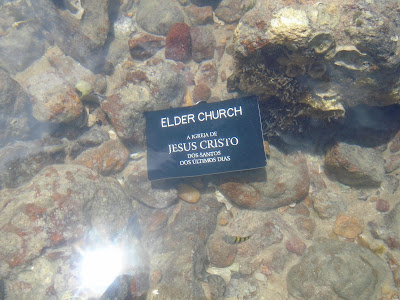 ELDER CHURCH
A IGREJA DE
JESUS CRISTO
DOS SANTOS
DOS ÚLTIMOS DIAS